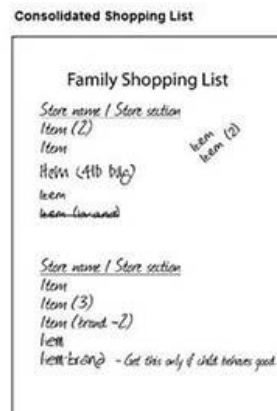 Consolidated Shopping List
Family Shopping List
Store name / Store section
Item (2)
Item
Item (4lb bag)
Item
Item (brand)
Item
Item (2)
Store name / Store section
Item
Item (3)
Item (brand -2)
Item
Item-brand - Get this only if child behaves good